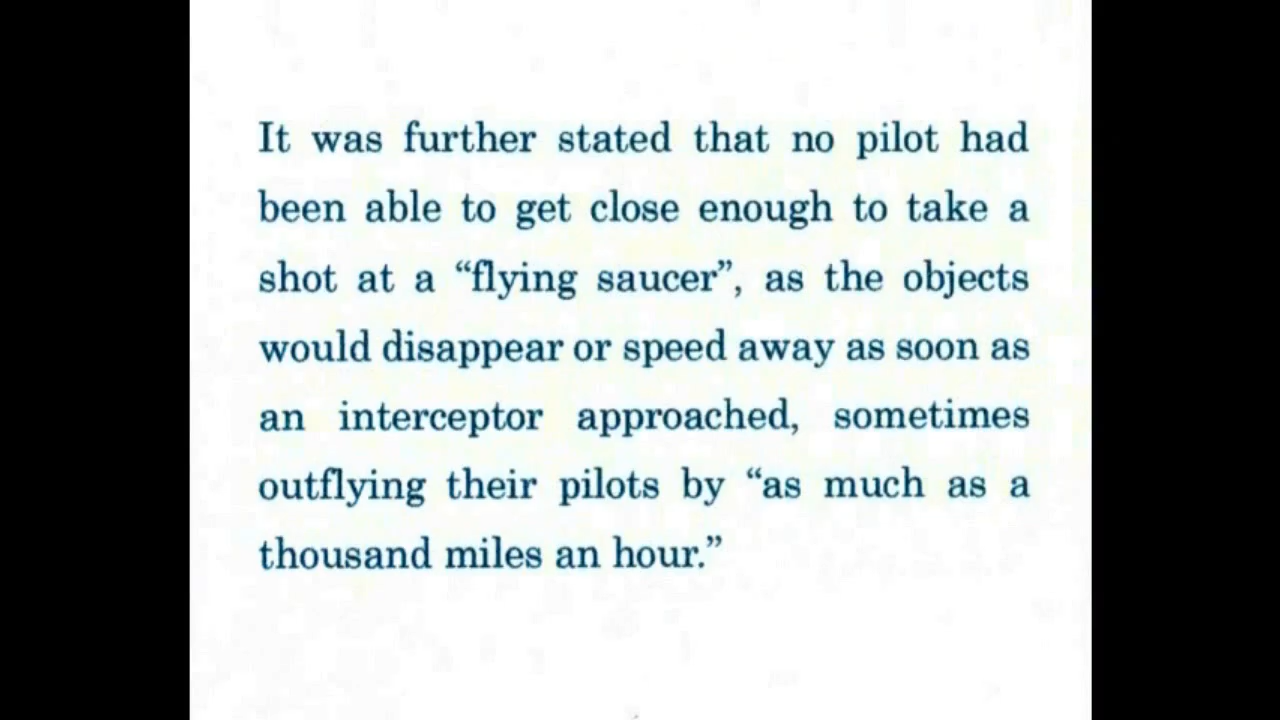 It was further stated that no pilot had
been able to get close enough to take a
shot at a “flying saucer”, as the objects
would disappear or speed away as soon as
an interceptor approached, sometimes
outflying their pilots by “as much as a
thousand miles an hour.”